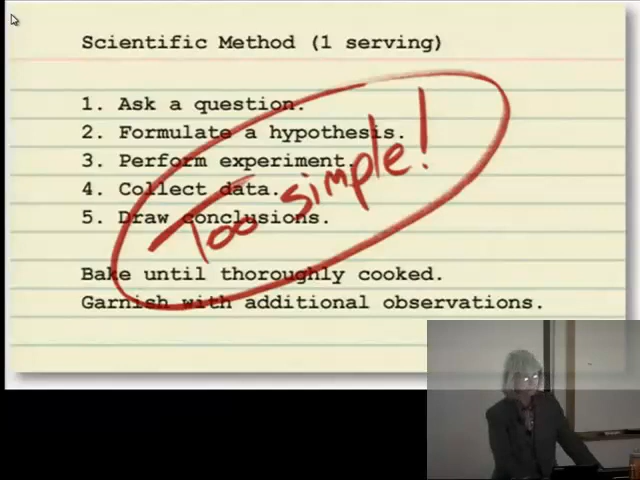 Scientific Method (1 serving)
1. Ask a question.
2. Formulate a hypothesis.
3. Perform experiment.
4. Collect data.
5. Draw conclusions.
Too simple!
Bake until thoroughly cooked.
Garnish with additional observations.